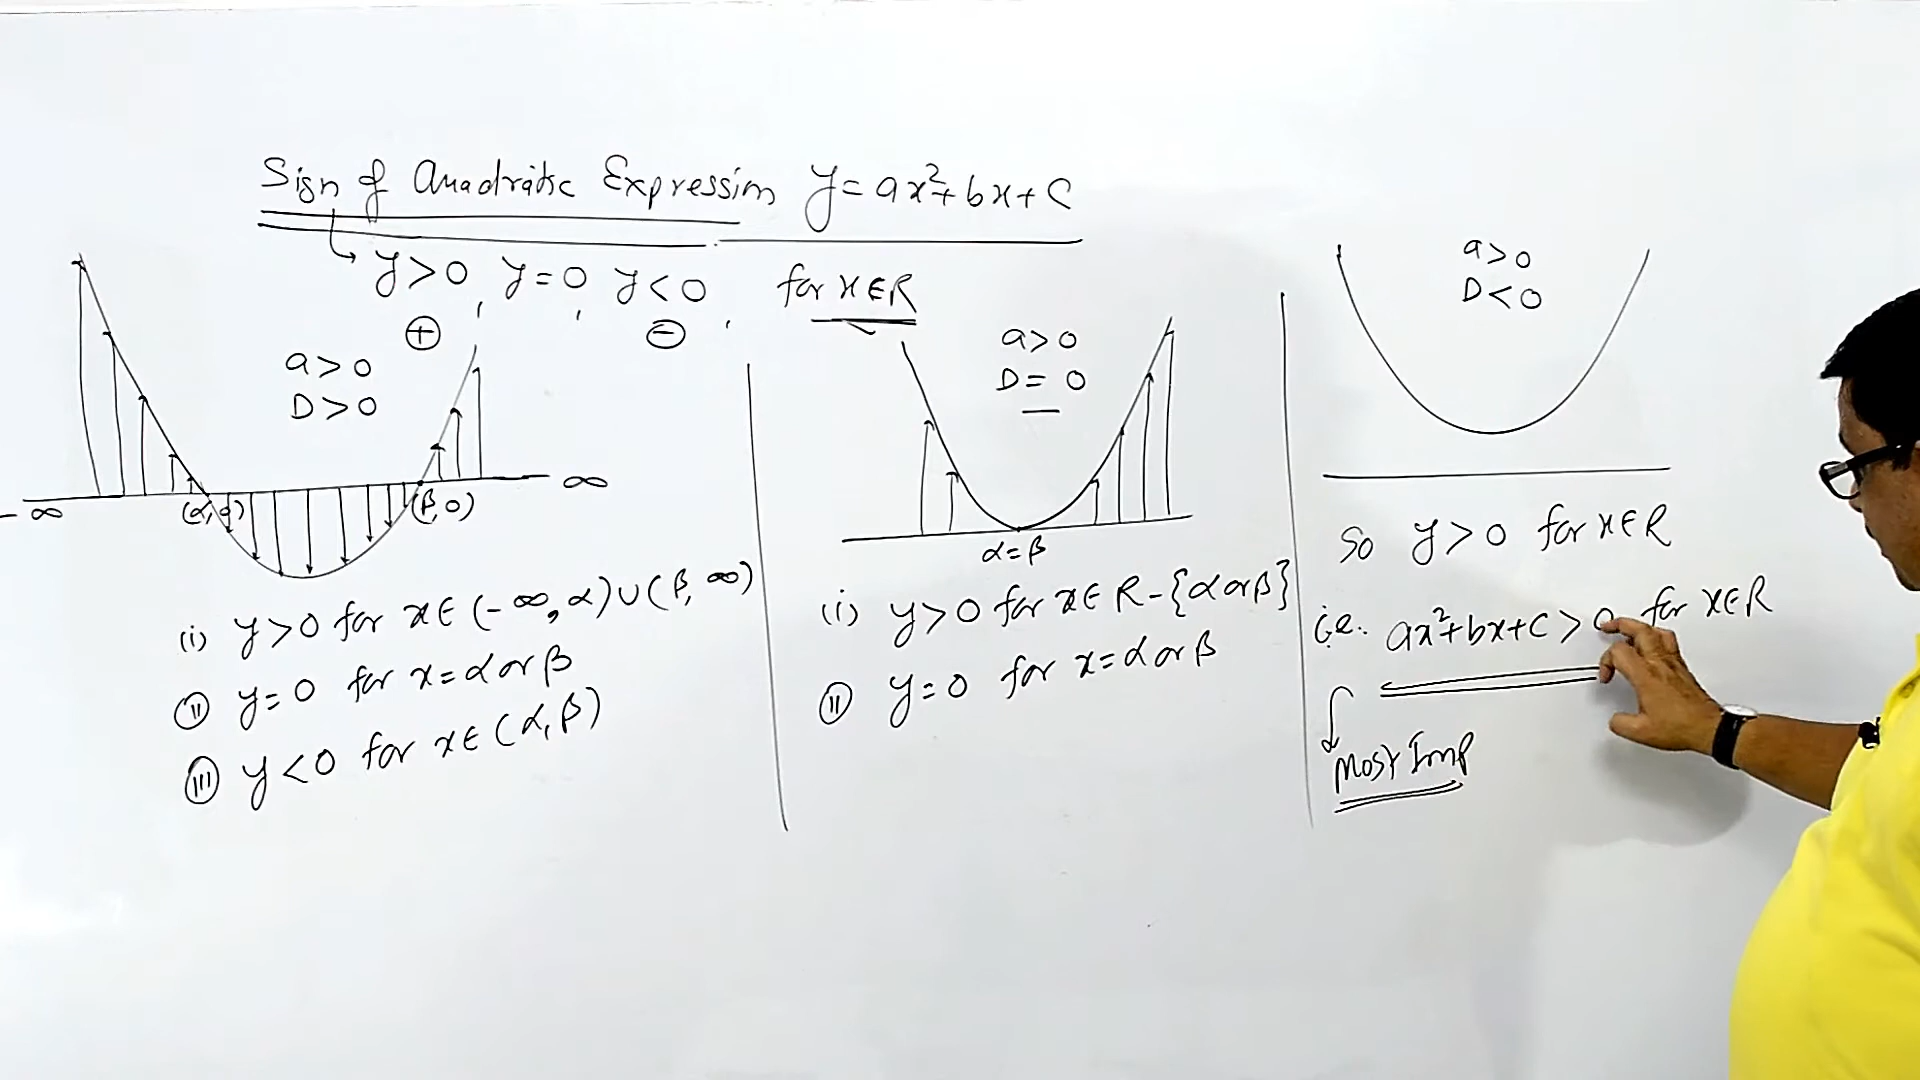 Sign of Quadratic Expression y = ax²+bx+c
y>0, y=0, y<0, for x∈R
⊕ ⊖
a>0
D>0
-∞ (α,0) (β,0) ∞
(i) y>0 for x∈(-∞,α)∪(β,∞)
(ii) y=0 for x=α or β
(iii) y<0 for x∈(α,β)
a>0
D=0
α=β
(i) y>0 for x∈R-{α or β}
(ii) y=0 for x=α or β
a>0
D<0
So y>0 for x∈R
i.e. ax²+bx+c>0 for x∈R
Most Imp